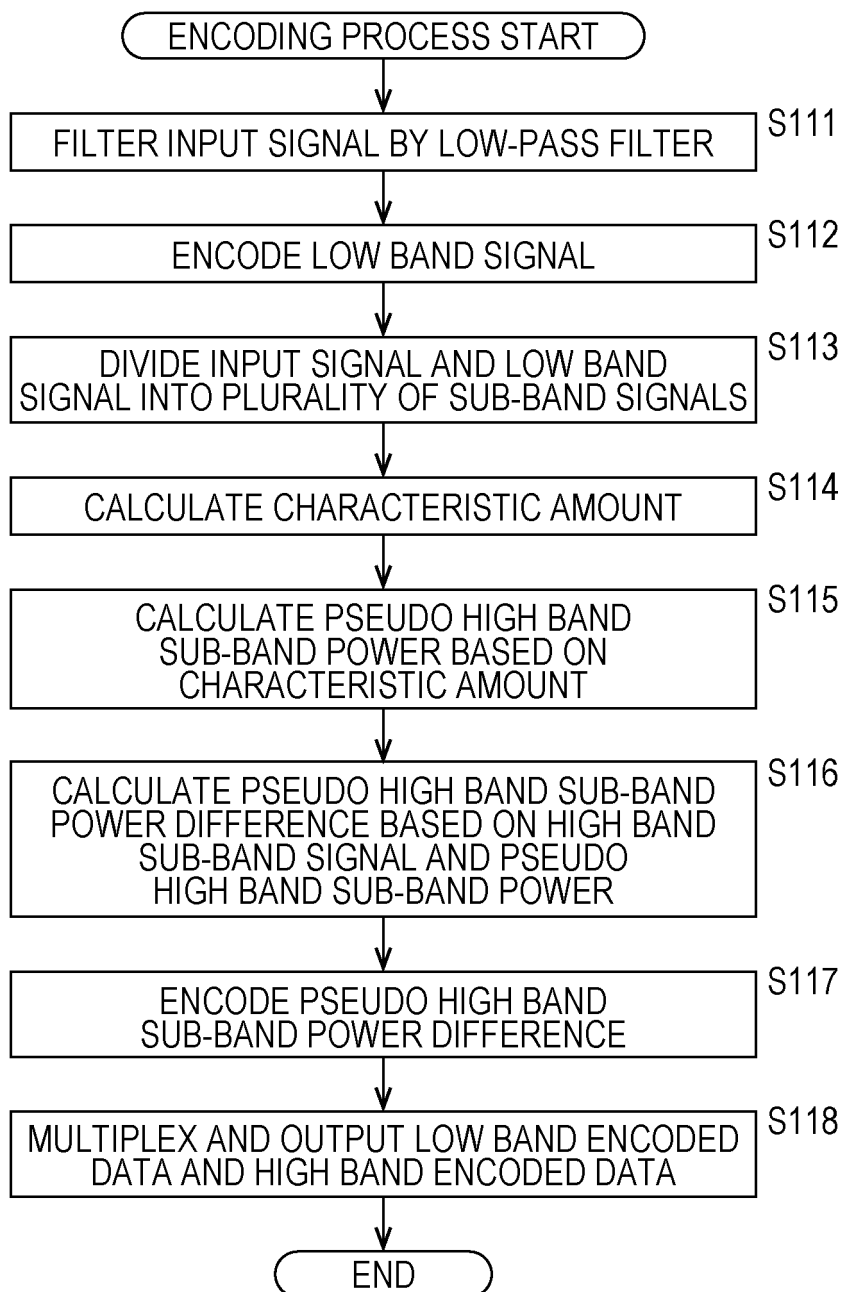 ENCODING PROCESS START
S111
FILTER INPUT SIGNAL BY LOW-PASS FILTER
S112
ENCODE LOW BAND SIGNAL
S113
DIVIDE INPUT SIGNAL AND LOW BAND
SIGNAL INTO PLURALITY OF SUB-BAND SIGNALS
S114
CALCULATE CHARACTERISTIC AMOUNT
S115
CALCULATE PSEUDO HIGH BAND
SUB-BAND POWER BASED ON
CHARACTERISTIC AMOUNT
S116
CALCULATE PSEUDO HIGH BAND SUB-BAND
POWER DIFFERENCE BASED ON HIGH BAND
SUB-BAND SIGNAL AND PSEUDO
HIGH BAND SUB-BAND POWER
S117
ENCODE PSEUDO HIGH BAND
SUB-BAND POWER DIFFERENCE
S118
MULTIPLEX AND OUTPUT LOW BAND ENCODED
DATA AND HIGH BAND ENCODED DATA
END